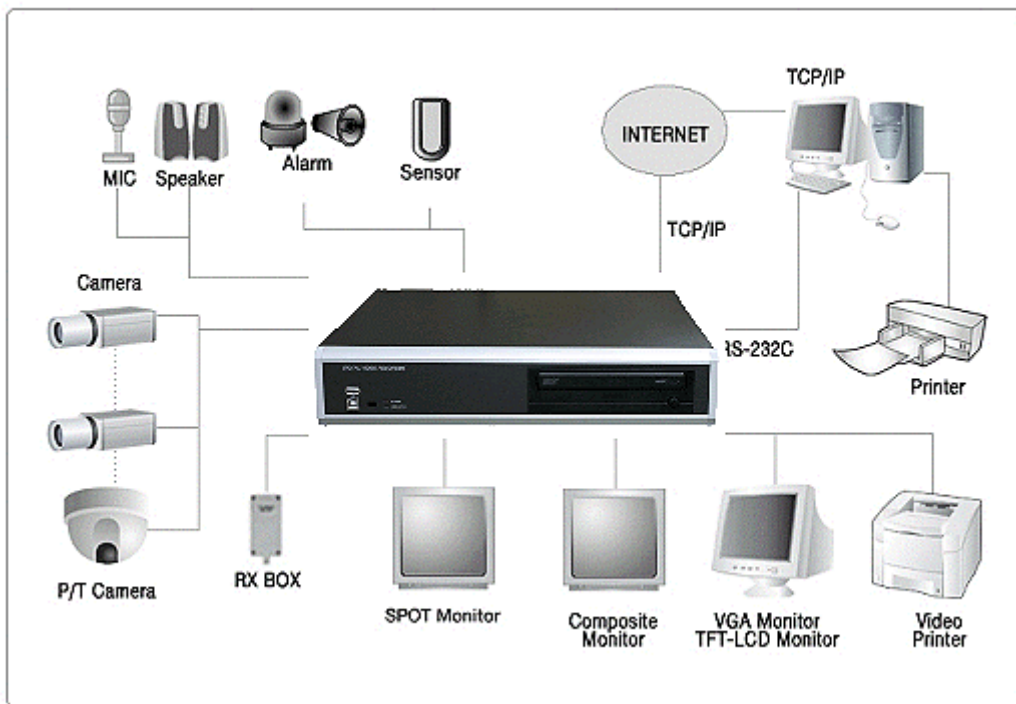 TCP/IP
INTERNET
MIC
Speaker
Alarm
Sensor
TCP/IP
Camera
RS-232C
Printer
P/T Camera
RX BOX
SPOT Monitor
Composite
Monitor
VGA Monitor
TFT-LCD Monitor
Video
Printer